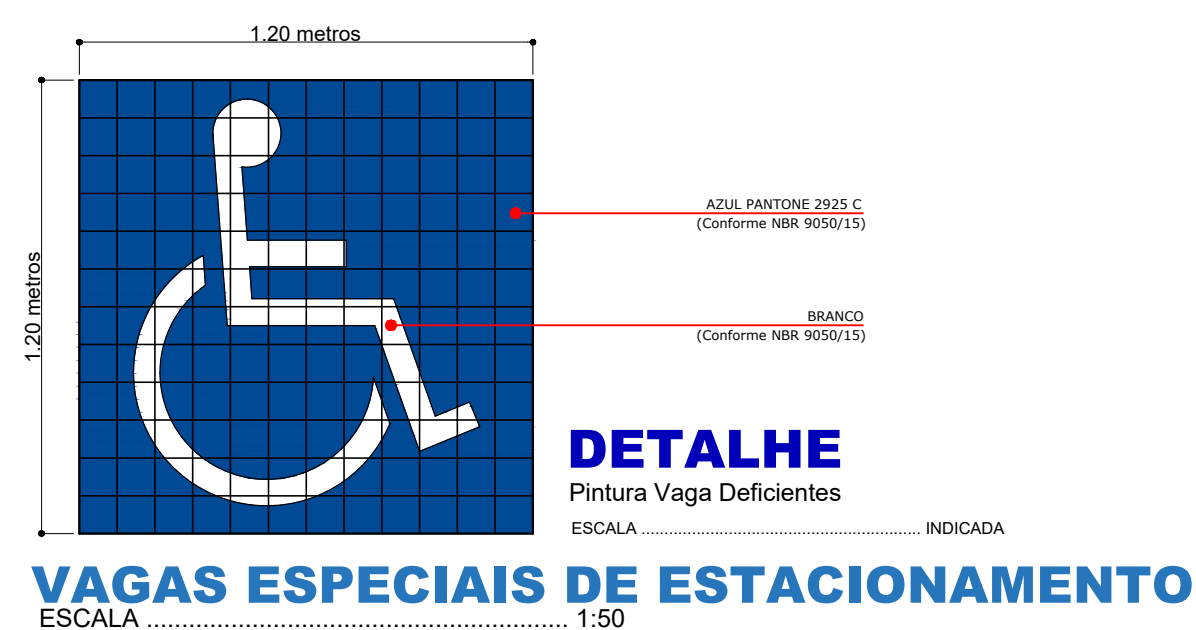 1.20 metros
1.20 metros
AZUL PANTONE 2925 C
(Conforme NBR 9050/15)
BRANCO
(Conforme NBR 9050/15)
DETALHE
Pintura Vaga Deficientes
ESCALA ............................................................. INDICADA
VAGAS ESPECIAIS DE ESTACIONAMENTO
ESCALA ............................................................ 1:50